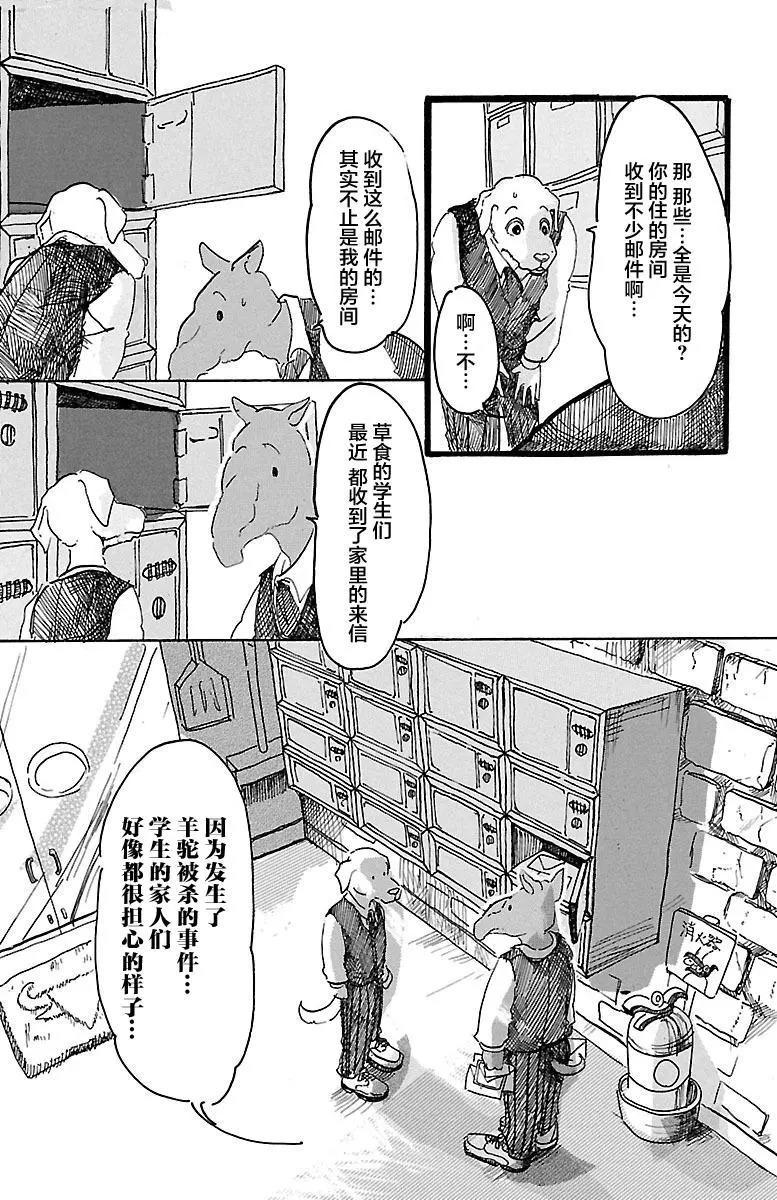 那 那些…全是今天的？
你的住的房间
收到不少邮件啊…
啊…不…
收到这么邮件的…
其实不止是我的房间
草食的学生们
最近 都收到了家里的来信
因为发生了
羊驼被杀的事件…
学生的家人们
好像都很担心的样子…
消火器